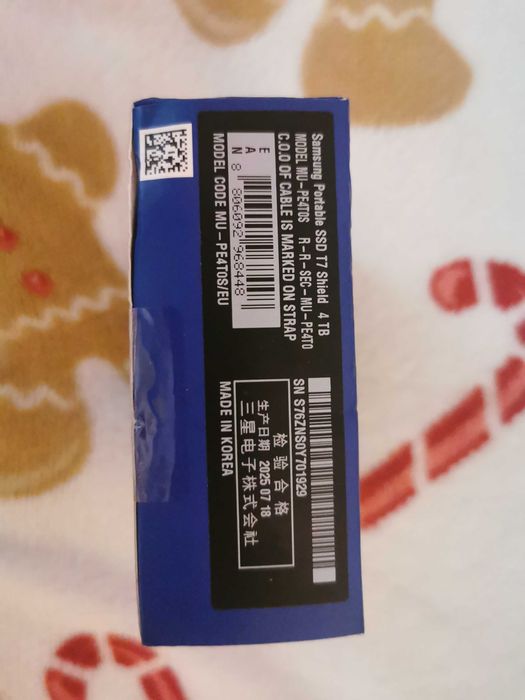 Samsung Portable SSD T7 Shield 4 TB
MODEL MU-PE4T0S R-R-SEC-MU-PE4T0
C.O.O OF CABLE IS MARKED ON STRAP
E A N 8 806092 968448
MODEL CODE MU-PE4T0S/EU
SN S76ZNS0Y701929
检验合格
生产日期 2025 07 18
三星电子株式会社
MADE IN KOREA